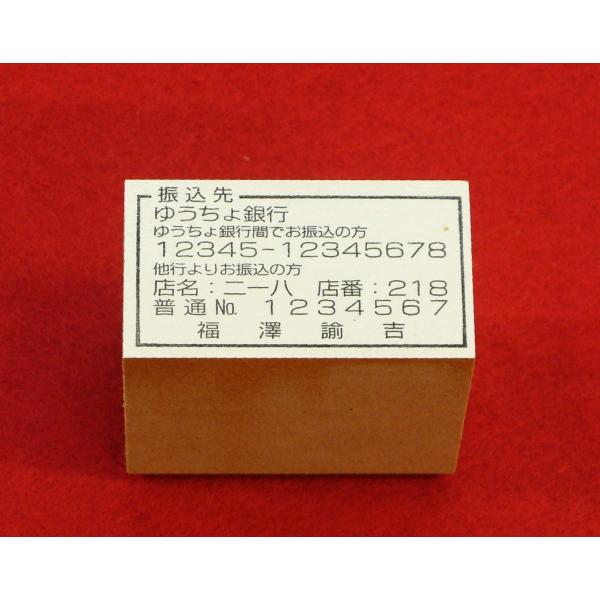 振込先
ゆうちょ銀行
ゆうちょ銀行間でお振込の方
12345-12345678
他行よりお振込の方
店名：二一八　店番：218
普通No.　1234567
福澤諭吉